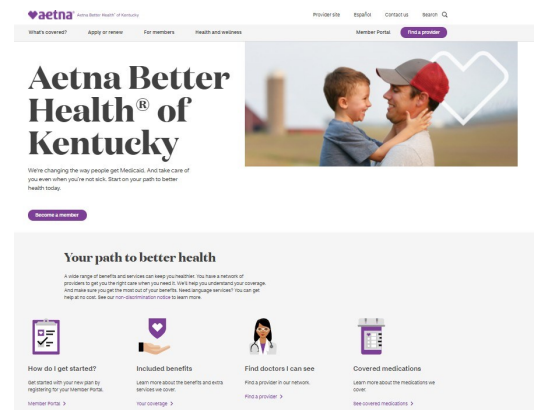 aetna® Aetna Better Health® of Kentucky
Provider site Español Contact us Search
What's covered? Apply or renew For members Health and wellness Member Portal Find a provider
Aetna Better
Health® of
Kentucky
We're changing the way people get Medicaid. And take care of
you even when you're not sick. Start on your path to better
health today.
Become a member
Your path to better health
A wide range of benefits and services can keep you healthier. You have a network of
providers to get you the right care when you need it. We'll help you understand your coverage.
And make sure you get the most out of your benefits. Need language services? You can get
help at no cost. See our non-discrimination notice to learn more.
How do I get started?
Get started with your new plan by
registering for your Member Portal.
Member Portal >
Included benefits
Learn more about the benefits and extra
services we cover.
Your coverage >
Find doctors I can see
Find a provider in our network.
Find a provider >
Covered medications
Learn more about the medications we
cover.
See covered medications >